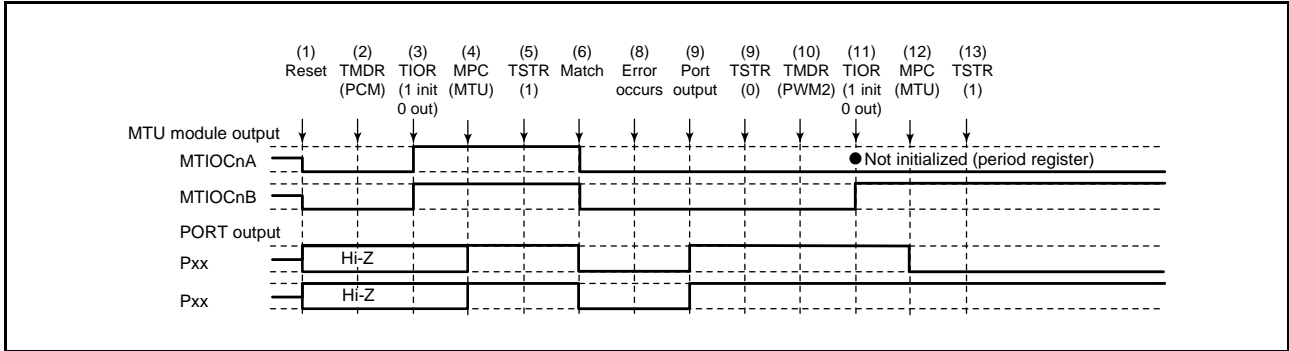 (1) (2) (3) (4) (5) (6) (8) (9) (9) (10) (11) (12) (13)
Reset TMDR TIOR MPC TSTR Match Error Port TSTR TMDR TIOR MPC TSTR
(PCM) (1 init (MTU) (1) occurs output (0) (PWM2) (1 init (MTU) (1)
0 out) 0 out)
MTU module output
MTIOCnA Not initialized (period register)
MTIOCnB
PORT output
Pxx Hi-Z
Pxx Hi-Z